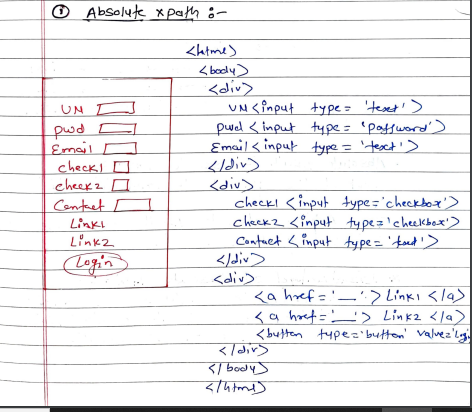 ① Absolute xpath :-
<html>
<body>
<div>
UN <input type = 'text'>
pwd <input type = 'password'>
Email <input type = 'text'>
</div>
<div>
check1 <input type = 'checkbox'>
check2 <input type = 'checkbox'>
Contact <input type = 'text'>
</div>
<div>
<a href = '__'> Link1 </a>
<a href = '__'> Link2 </a>
<button type = 'button' value = 'Login
</div>
</body>
</html>
UN
pwd
Email
check1
check2
Contact
Link1
Link2
Login